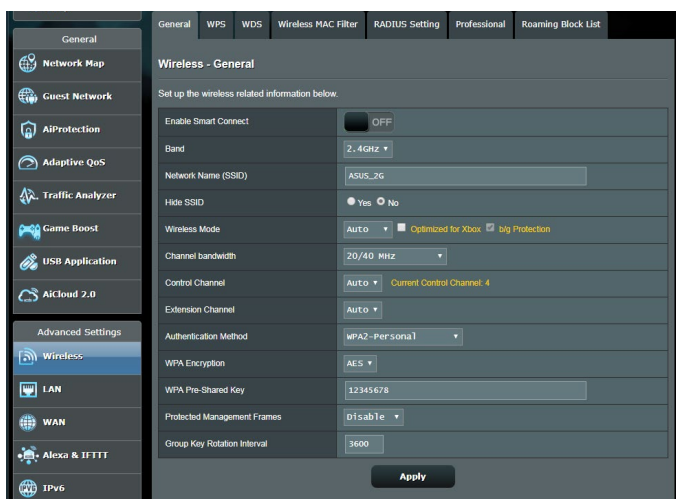 General
Network Map
Guest Network
AiProtection
Adaptive QoS
Traffic Analyzer
Game Boost
USB Application
AiCloud 2.0
Advanced Settings
Wireless
LAN
WAN
Alexa & IFTTT
IPv6
General WPS WDS Wireless MAC Filter RADIUS Setting Professional Roaming Block List
Wireless - General
Set up the wireless related information below.
Enable Smart Connect OFF
Band 2.4GHz
Network Name (SSID) ASUS_2G
Hide SSID Yes No
Wireless Mode Auto Optimized for Xbox b/g Protection
Channel bandwidth 20/40 MHz
Control Channel Auto Current Control Channel: 4
Extension Channel Auto
Authentication Method WPA2-Personal
WPA Encryption AES
WPA Pre-Shared Key 12345678
Protected Management Frames Disable
Group Key Rotation Interval 3600
Apply